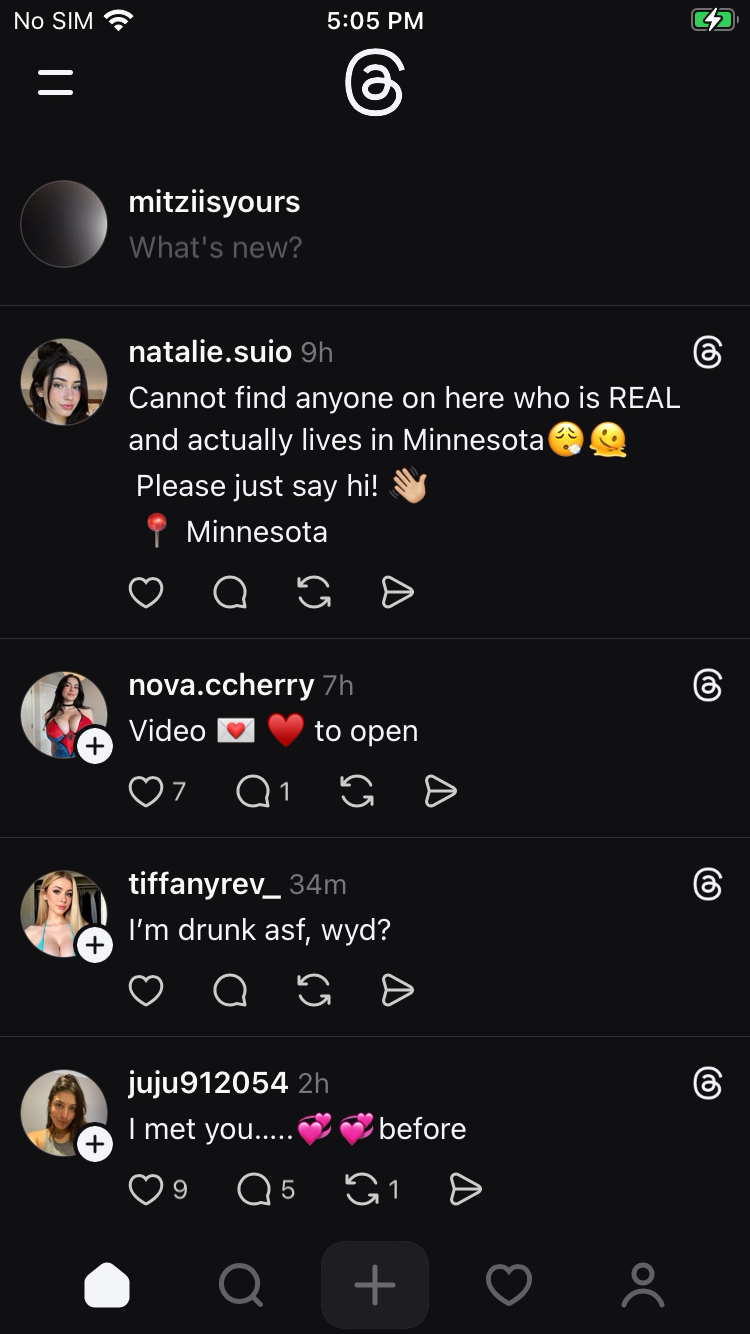 No SIM 5:05 PM
mitziisyours
What's new?
natalie.suio 9h
Cannot find anyone on here who is REAL
and actually lives in Minnesota😮‍💨🫠
Please just say hi! 👋🏼
📍 Minnesota
nova.ccherry 7h
Video 💌 ♥️ to open
7 1
tiffanyrev_ 34m
I’m drunk asf, wyd?
juju912054 2h
I met you.....💞💞before
9 5 1